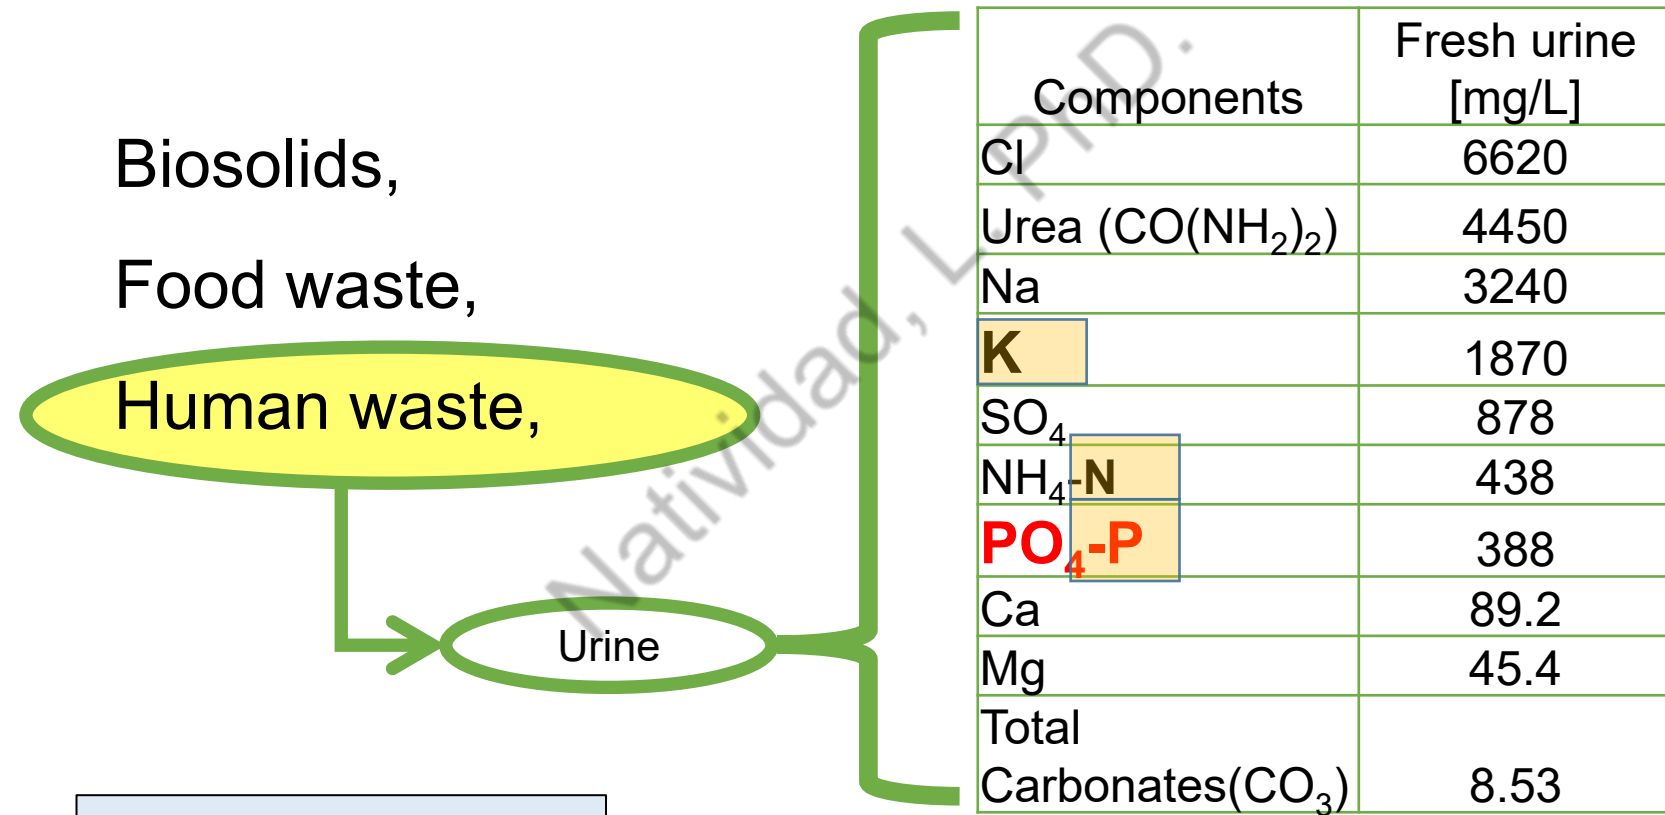 Biosolids,
Food waste,
Human waste,
Urine
Components
Fresh urine
[mg/L]
Cl 6620
Urea (CO(NH₂)₂) 4450
Na 3240
K 1870
SO₄ 878
NH₄-N 438
PO₄-P 388
Ca 89.2
Mg 45.4
Total
Carbonates(CO₃) 8.53
Natividad, L. PhD.